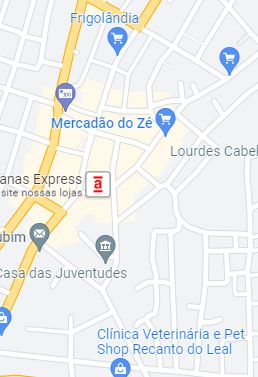 Frigolândia
Mercadão do Zé
Lourdes Cabel
anas Express
site nossas lojas
ubim
Casa das Juventudes
Clínica Veterinária e Pet
Shop Recanto do Leal